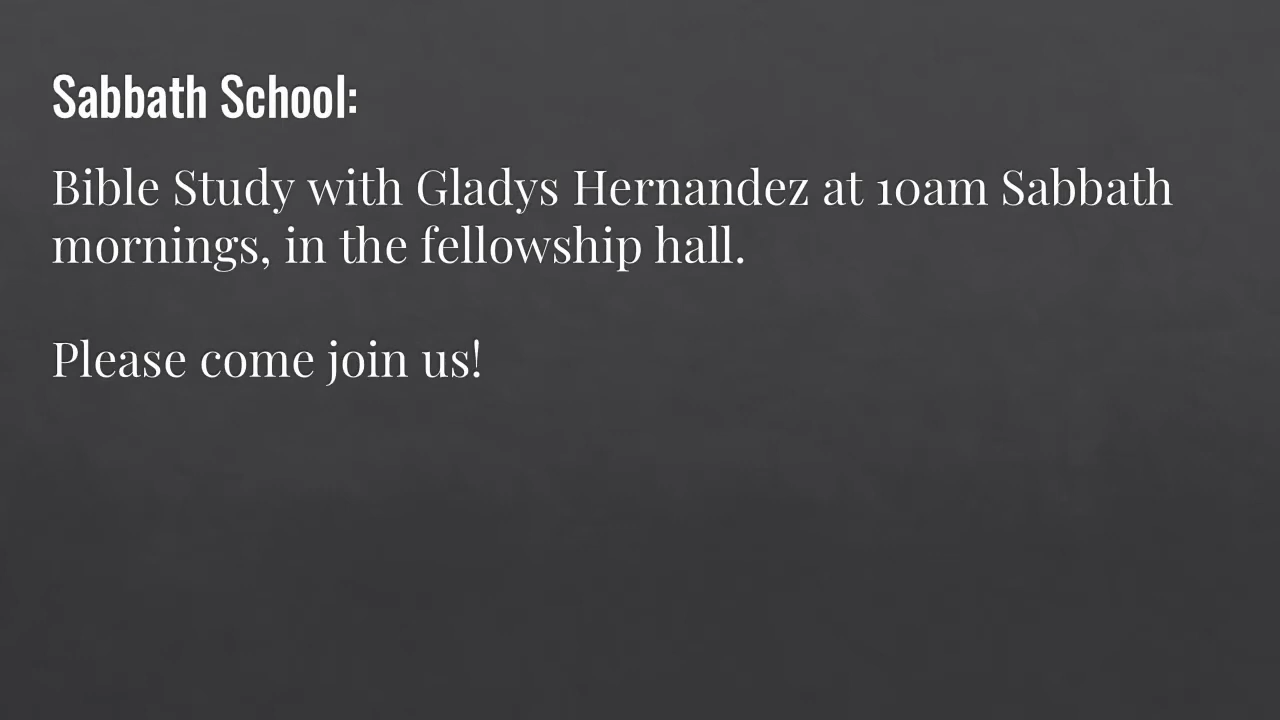 Sabbath School:
Bible Study with Gladys Hernandez at 10am Sabbath
mornings, in the fellowship hall.
Please come join us!